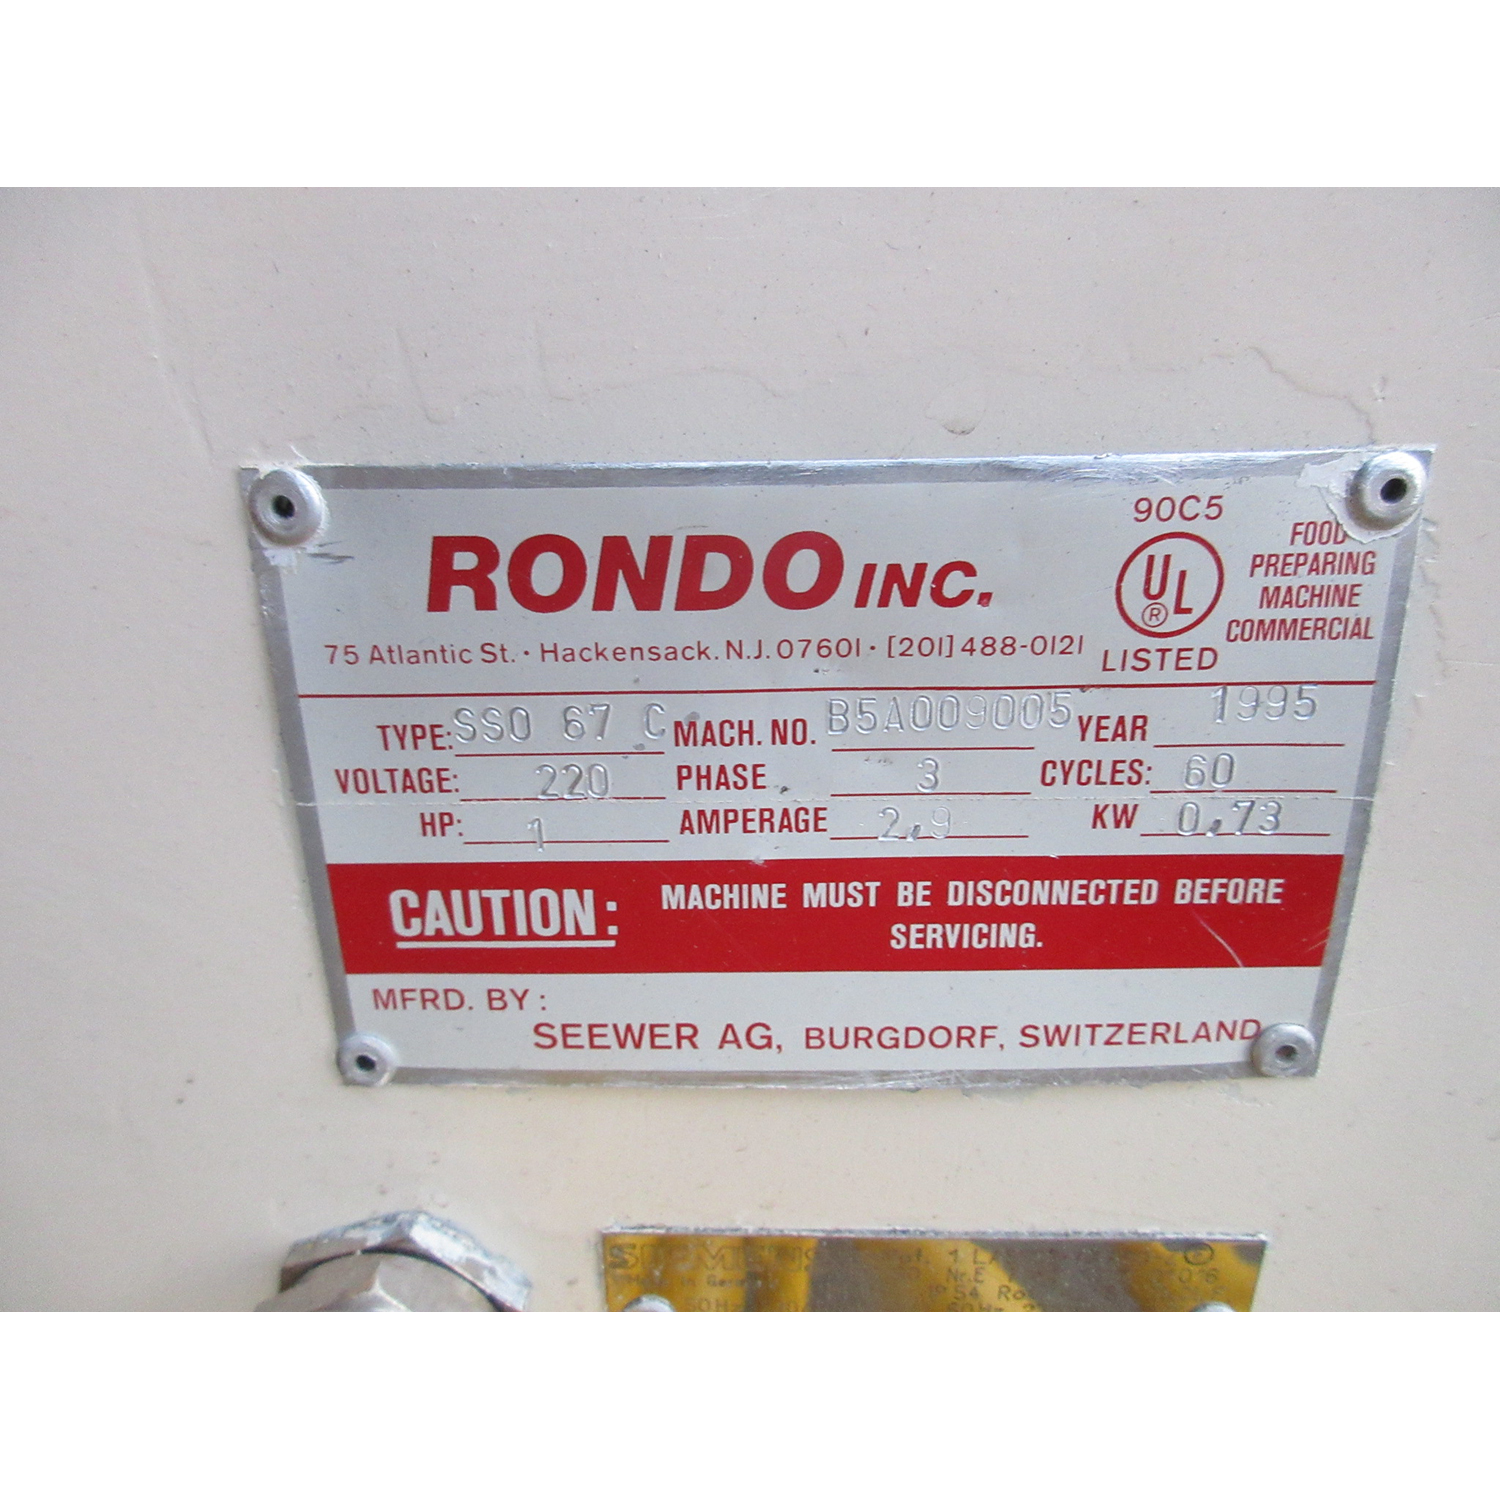 90C5
RONDO INC.
UL
®
LISTED
FOOD
PREPARING
MACHINE
COMMERCIAL
75 Atlantic St. · Hackensack. N.J. 07601 · [201] 488-0121
TYPE: SSO 67 C MACH. NO. B5A009005 YEAR 1995
VOLTAGE: 220 PHASE 3 CYCLES: 60
HP: 1 AMPERAGE 2,9 KW 0,73
CAUTION: MACHINE MUST BE DISCONNECTED BEFORE
SERVICING.
MFRD. BY:
SEEWER AG, BURGDORF, SWITZERLAND
SIEMENS